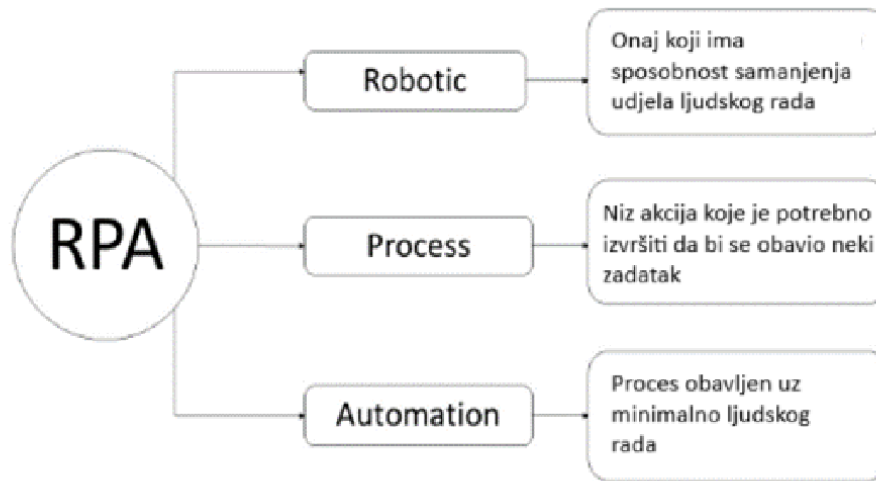 RPA
Robotic
Onaj koji ima
sposobnost samanjenja
udjela ljudskog rada
Process
Niz akcija koje je potrebno
izvršiti da bi se obavio neki
zadatak
Automation
Proces obavljen uz
minimalno ljudskog
rada